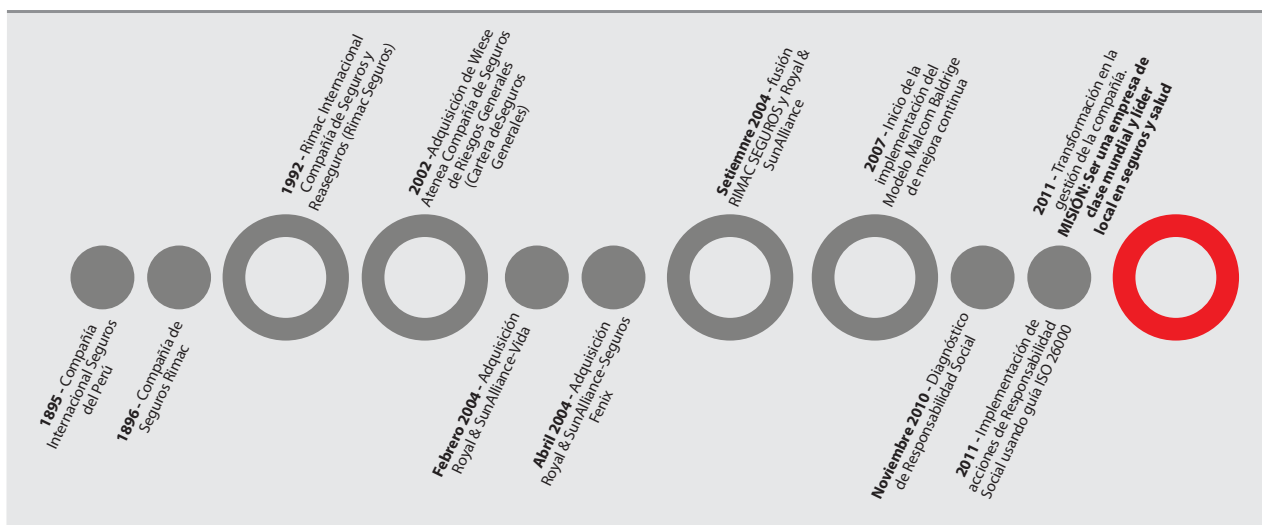 1895 - Compañía
Internacional Seguros
del Perú
1896 - Compañía de
Seguros Rimac
1992 - Rimac Internacional
Compañía de Seguros y
Reaseguros (Rimac Seguros)
2002 -Adquisición de Wiese
Atenea Compañía de Seguros
de Riesgos Generales
(Cartera deSeguros
Generales)
Febrero 2004 - Adquisición
Royal & SunAlliance-Vida
Abril 2004 - Adquisición
Royal & SunAlliance-Seguros
Fenix
Setiemnre 2004 - fusión
RIMAC SEGUROS y Royal &
SunAlliance
2007 - Inicio de la
implementación del
Modelo Malcom Baldrige
de mejora continua
Noviembre 2010 - Diagnóstico
de Responsabilidad Social
2011 - Implementación de
acciones de Responsabilidad
Social usando guía ISO 26000
2011 - Transformación en la
gestión de la compañía.
MISIÓN: Ser una empresa de
clase mundial y líder
local en seguros y salud